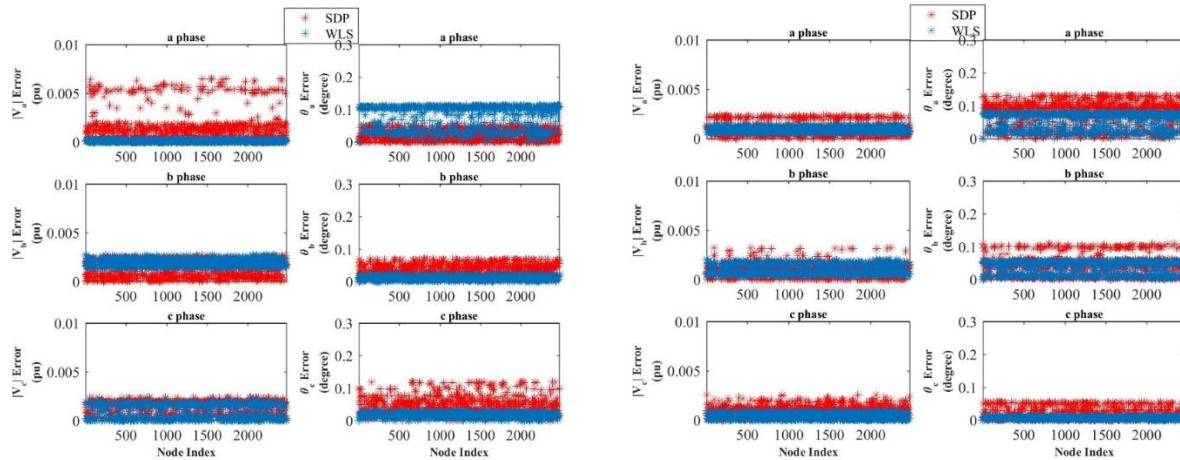 SDP
WLS
a phase
0.01
0.005
0
|V_a| Error
(pu)
500 1000 1500 2000
a phase
0.3
0.2
0.1
0
θ_a Error
(degree)
500 1000 1500 2000
b phase
0.01
0.005
0
|V_b| Error
(pu)
500 1000 1500 2000
b phase
0.3
0.2
0.1
0
θ_b Error
(degree)
500 1000 1500 2000
c phase
0.01
0.005
0
|V_c| Error
(pu)
500 1000 1500 2000
Node Index
c phase
0.3
0.2
0.1
0
θ_c Error
(degree)
500 1000 1500 2000
Node Index
SDP
WLS
a phase
0.01
0.005
0
|V_a| Error
(pu)
500 1000 1500 2000
a phase
0.3
0.2
0.1
0
θ_a Error
(degree)
500 1000 1500 2000
b phase
0.01
0.005
0
|V_b| Error
(pu)
500 1000 1500 2000
b phase
0.3
0.2
0.1
0
θ_b Error
(degree)
500 1000 1500 2000
c phase
0.01
0.005
0
|V_c| Error
(pu)
500 1000 1500 2000
Node Index
c phase
0.3
0.2
0.1
0
θ_c Error
(degree)
500 1000 1500 2000
Node Index